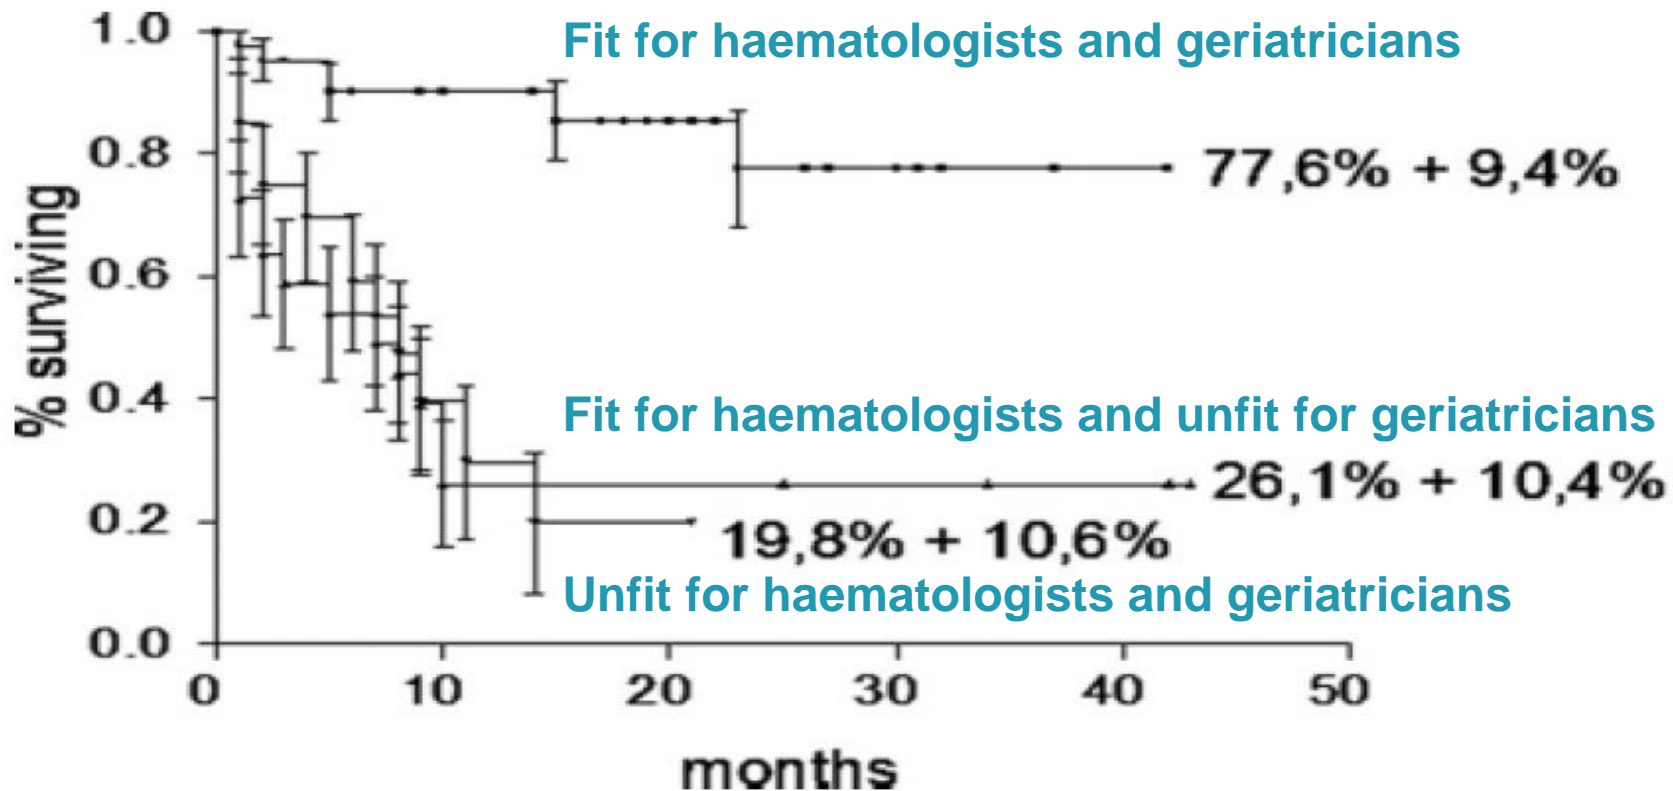 1.0
Fit for haematologists and geriatricians
0.8
77,6% + 9,4%
% surviving
0.6
0.4
Fit for haematologists and unfit for geriatricians
26,1% + 10,4%
0.2
19,8% + 10,6%
Unfit for haematologists and geriatricians
0.0
0 10 20 30 40 50
months